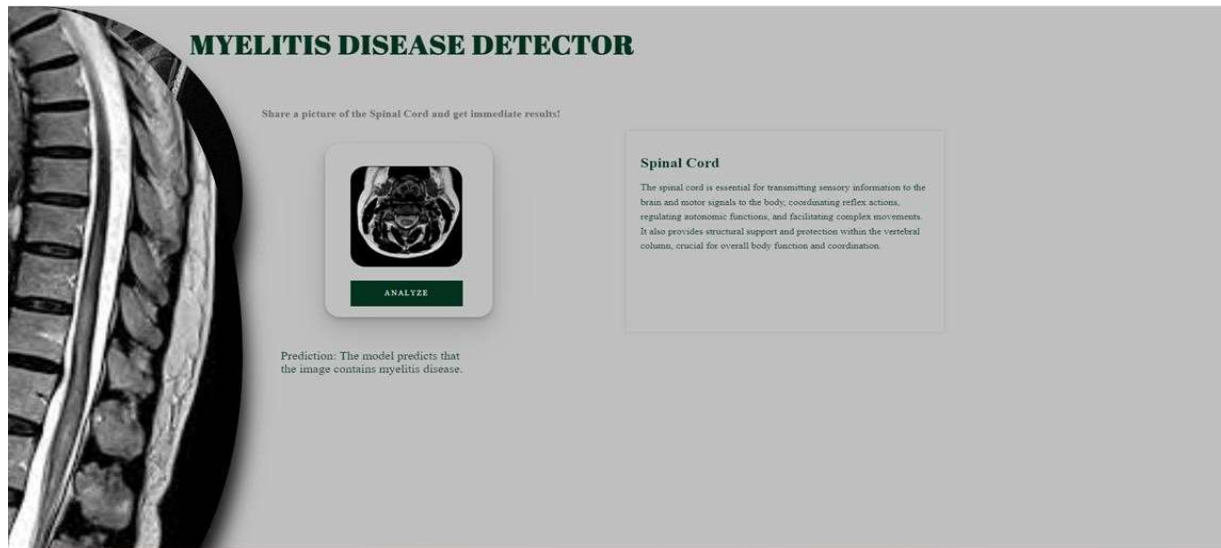 MYELITIS DISEASE DETECTOR
Share a picture of the Spinal Cord and get immediate results!
ANALYZE
Prediction: The model predicts that
the image contains myelitis disease.
Spinal Cord
The spinal cord is essential for transmitting sensory information to the
brain and motor signals to the body, coordinating reflex actions,
regulating autonomic functions, and facilitating complex movements.
It also provides structural support and protection within the vertebral
column, crucial for overall body function and coordination.